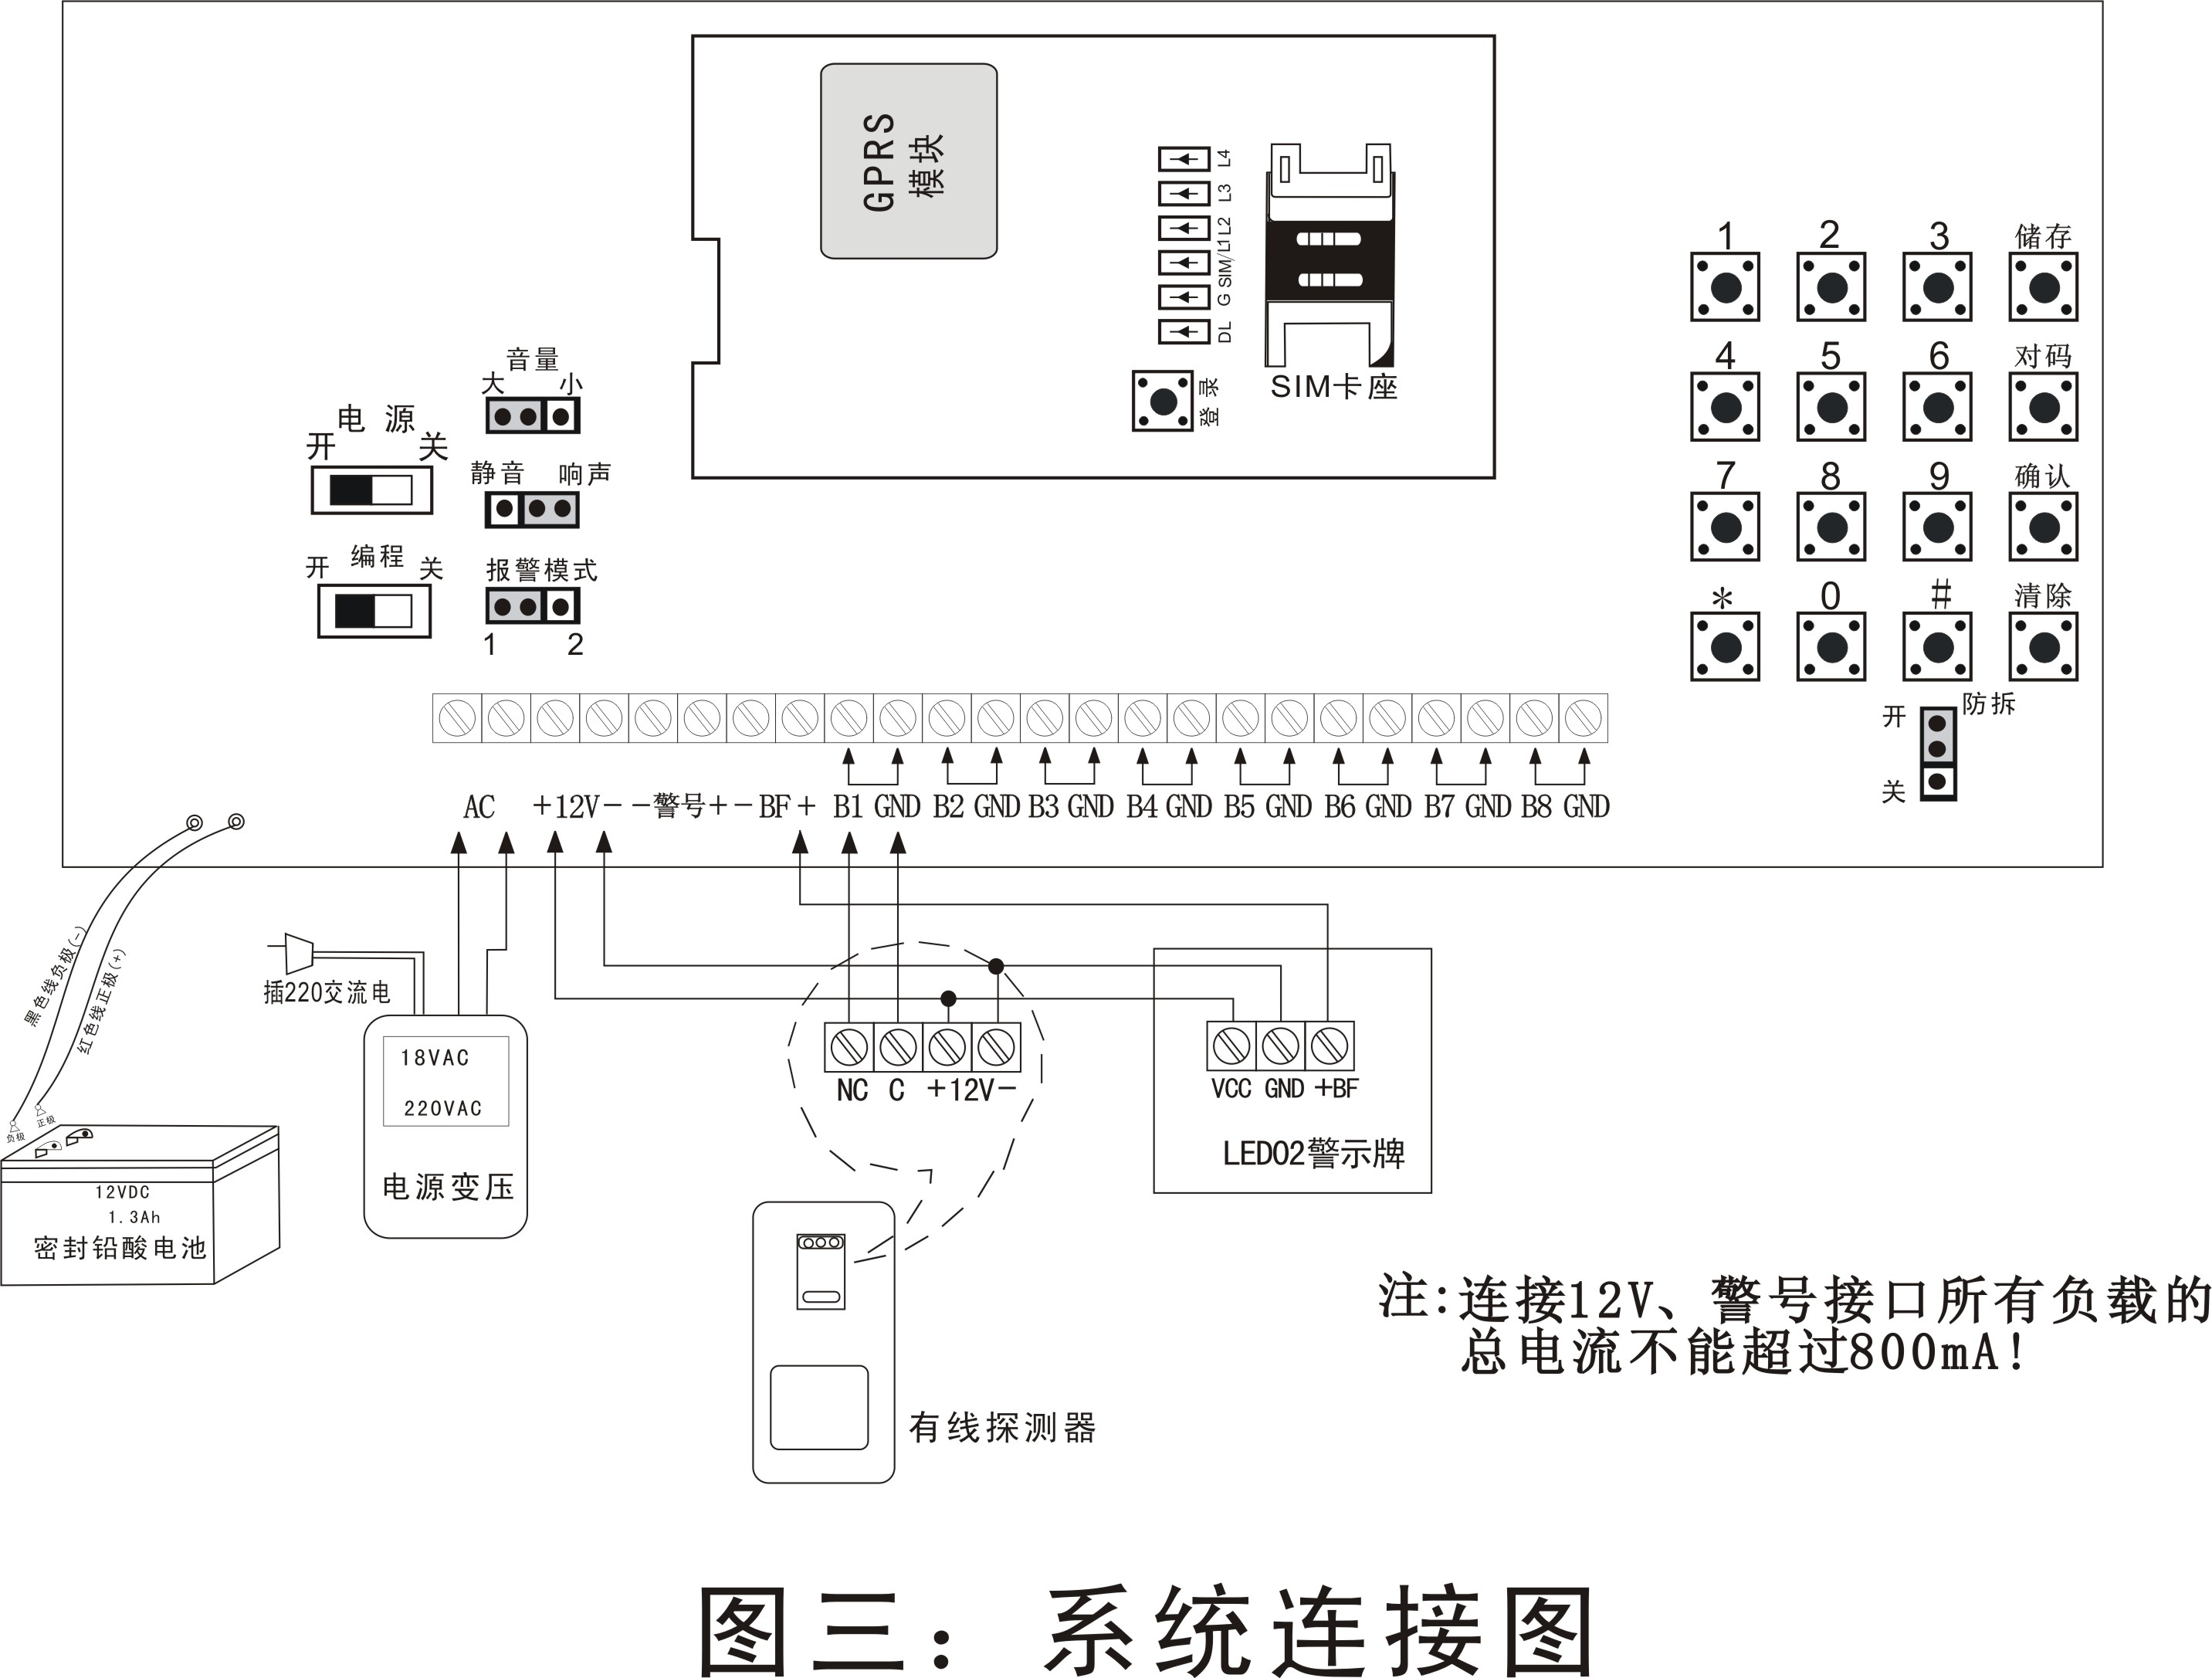 GPRS
模块
L4
L3
L2
SIM/L1
G
DL
登录
SIM卡座
音量
大 小
电 源
开 关
静音 响声
编程
开 关
报警模式
1 2
1 2 3 储存
4 5 6 对码
7 8 9 确认
* 0 # 清除
防拆
开
关
AC +12V- -警号+ -BF+ B1 GND B2 GND B3 GND B4 GND B5 GND B6 GND B7 GND B8 GND
黑色线负极(-)
红色线正极(+)
插220交流电
18VAC
220VAC
电源变压
负极
正极
12VDC
1.3Ah
密封铅酸电池
NC C +12V-
VCC GND +BF
LED02警示牌
有线探测器
注:连接12V、警号接口所有负载的
总电流不能超过800mA!
图三：系统连接图